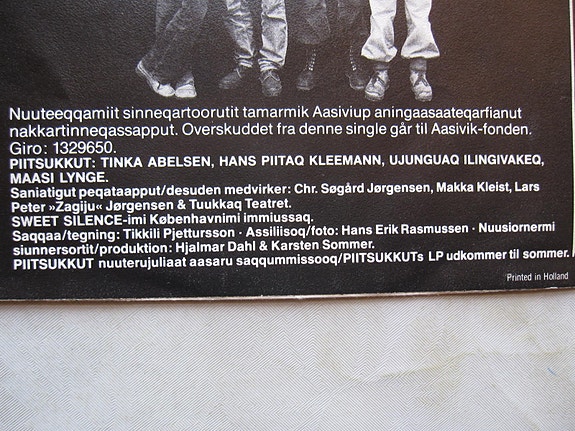 Nuuteeqqamiit sinneqartoorutit tamarmik Aasiviup aningaasaateqarfianut
nakkartinneqassapput. Overskuddet fra denne single går til Aasivik-fonden.
Giro: 1329650.
PIITSUKKUT: TINKA ABELSEN, HANS PIITAQ KLEEMANN, UJUNGUAQ ILINGIVAKEQ,
MAASI LYNGE.
Saniatigut peqataapput/desuden medvirker: Chr. Søgård Jørgensen, Makka Kleist, Lars
Peter »Zagiju« Jørgensen & Tuukkaq Teatret.
SWEET SILENCE-imi Københavnimi immiussaq.
Saqqaa/tegning: Tikkili Pjettursson · Assiliisoq/foto: Hans Erik Rasmussen · Nuusiornermi
siunnersortit/produktion: Hjalmar Dahl & Karsten Sommer.
PIITSUKKUT nuuterujuliaat aasaru saqqummissooq/PIITSUKKUTs LP udkommer til sommer.
Printed in Holland